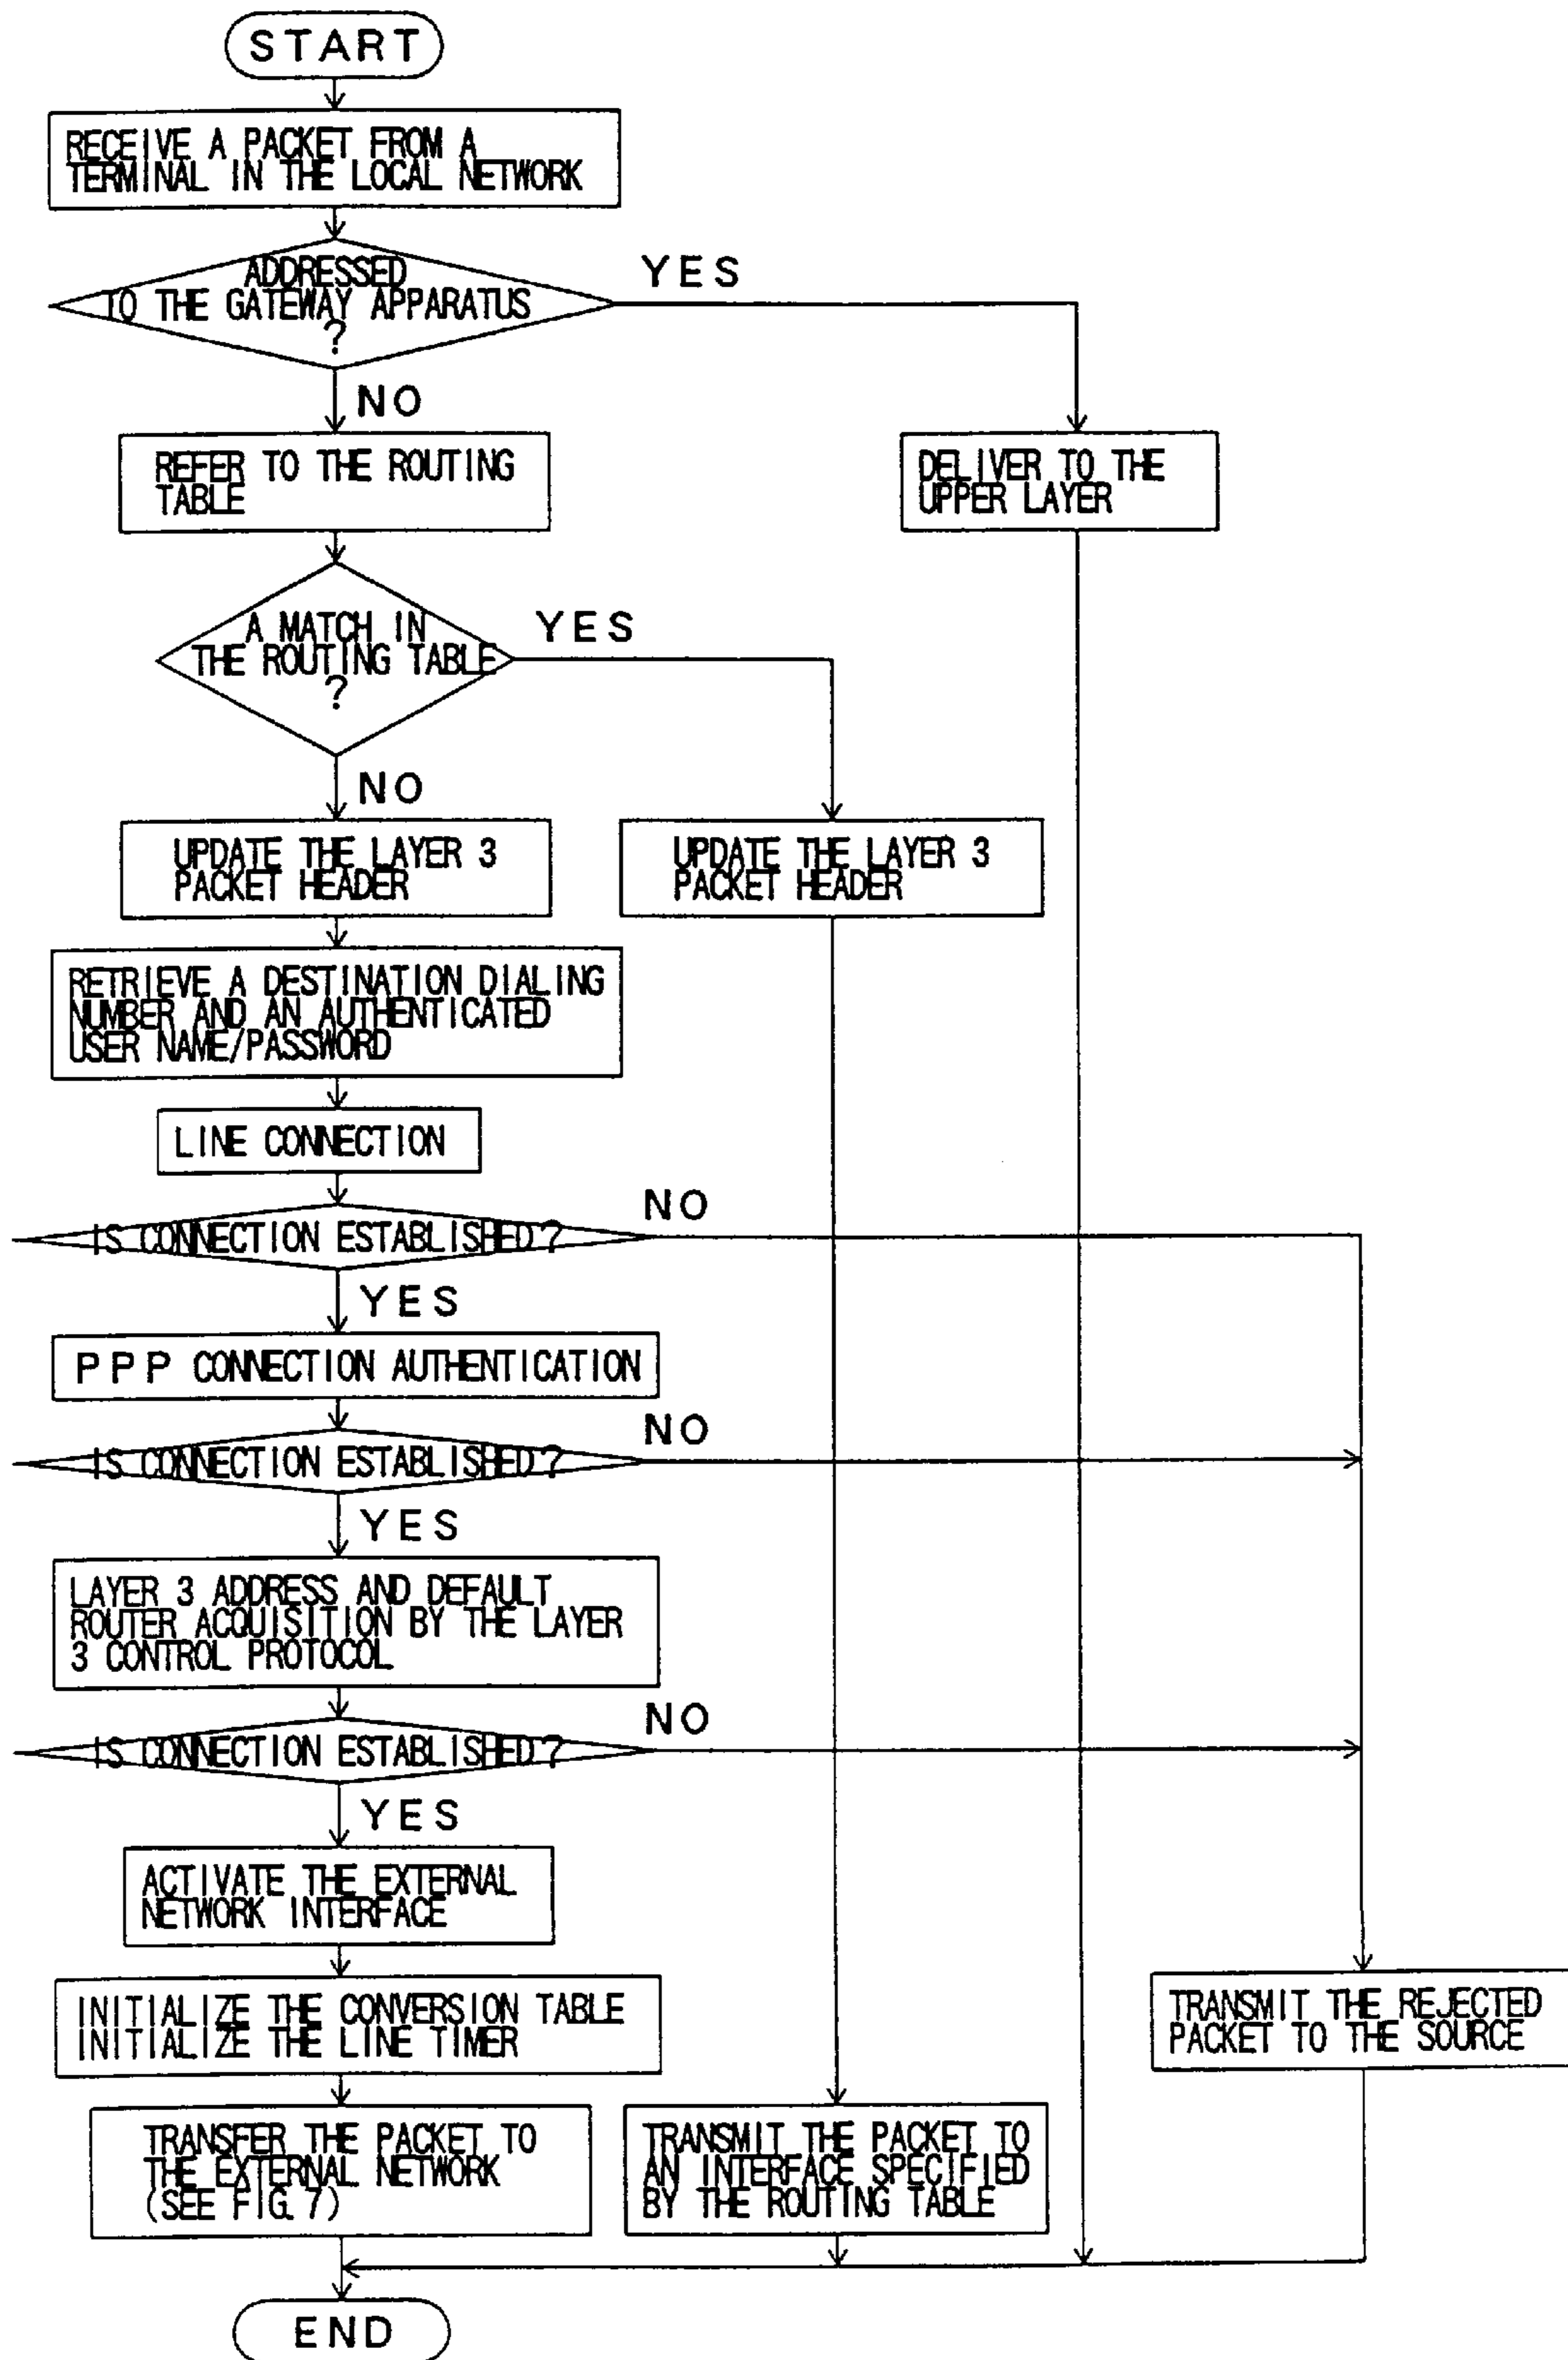 START
RECEIVE A PACKET FROM A
TERMINAL IN THE LOCAL NETWORK
ADDRESSED
TO THE GATEWAY APPARATUS
?
YES
NO
REFER TO THE ROUTING
TABLE
DELIVER TO THE
UPPER LAYER
A MATCH IN
THE ROUTING TABLE
?
YES
NO
UPDATE THE LAYER 3
PACKET HEADER
UPDATE THE LAYER 3
PACKET HEADER
RETRIEVE A DESTINATION DIALING
NUMBER AND AN AUTHENTICATED
USER NAME/PASSWORD
LINE CONNECTION
IS CONNECTION ESTABLISHED?
NO
YES
PPP CONNECTION AUTHENTICATION
IS CONNECTION ESTABLISHED?
NO
YES
LAYER 3 ADDRESS AND DEFAULT
ROUTER ACQUISITION BY THE LAYER
3 CONTROL PROTOCOL
IS CONNECTION ESTABLISHED?
NO
YES
ACTIVATE THE EXTERNAL
NETWORK INTERFACE
INITIALIZE THE CONVERSION TABLE
INITIALIZE THE LINE TIMER
TRANSMIT THE REJECTED
PACKET TO THE SOURCE
TRANSFER THE PACKET TO
THE EXTERNAL NETWORK
(SEE FIG. 7)
TRANSMIT THE PACKET TO
AN INTERFACE SPECIFIED
BY THE ROUTING TABLE
END